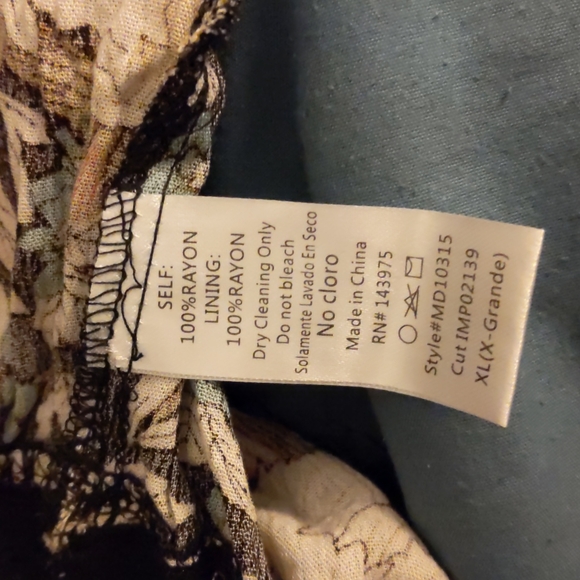 SELF:
100%RAYON
LINING:
100%RAYON
Dry Cleaning Only
Do not bleach
Solamente Lavado En Seco
No cloro
Made in China
RN# 143975
Style#MD10315
Cut IMP02139
XL(X-Grande)